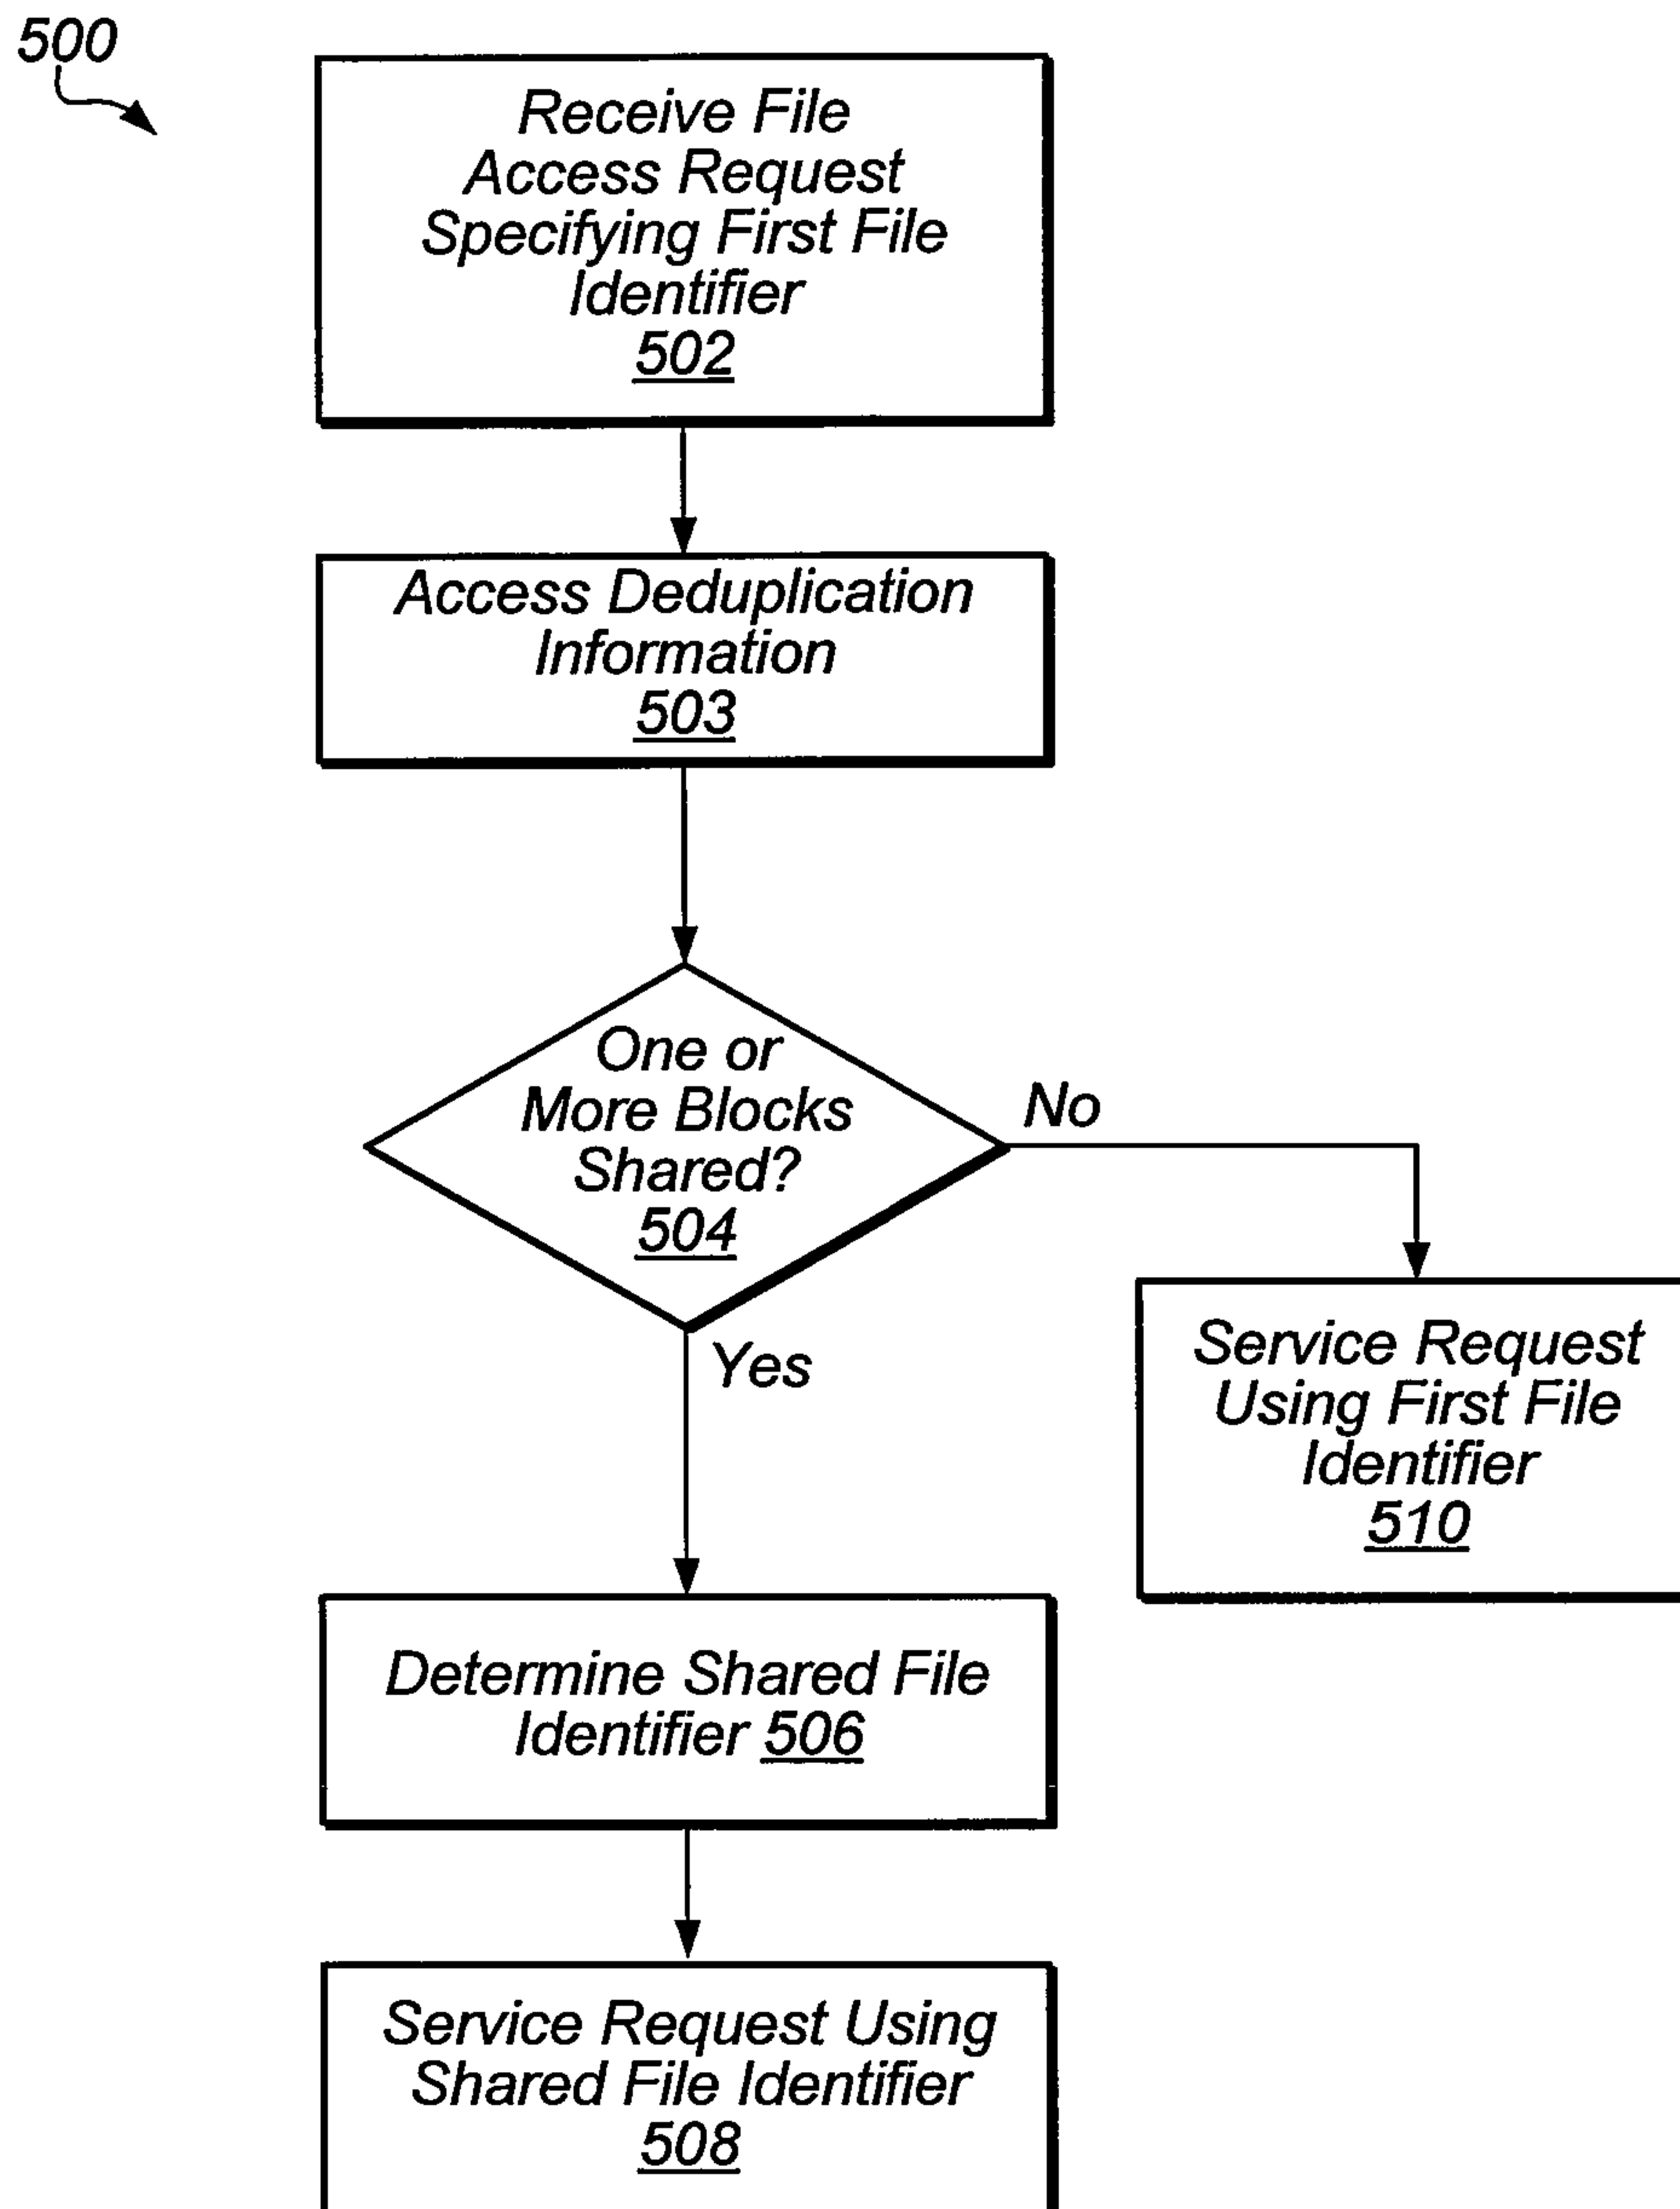 500
Receive File
Access Request
Specifying First File
Identifier
502
Access Deduplication
Information
503
One or
More Blocks
Shared?
504
No
Yes
Service Request
Using First File
Identifier
510
Determine Shared File
Identifier 506
Service Request Using
Shared File Identifier
508